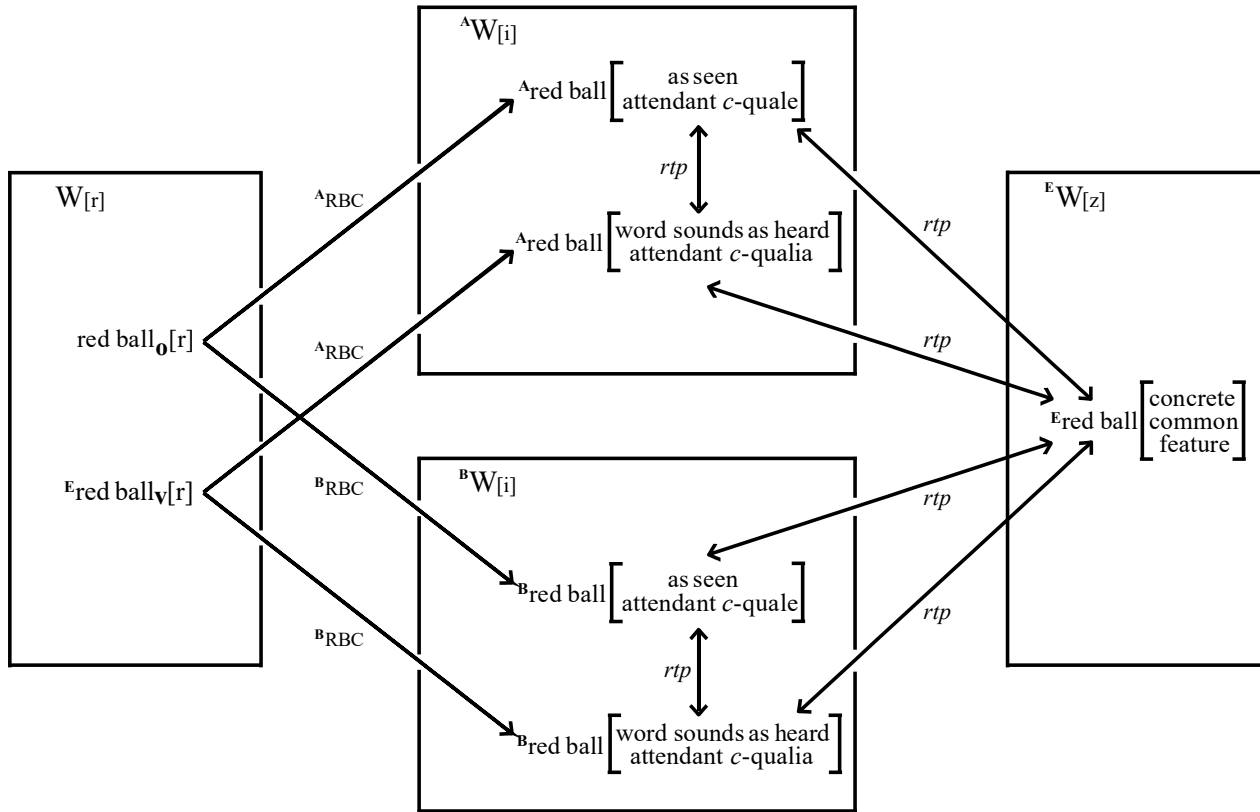 ᴬW[i]
ᴬred ball [as seen
attendant c-quale]
rtp
ᴬred ball [word sounds as heard
attendant c-qualia]
W[r]
red ballₒ[r]
ᴱred ballᵥ[r]
ᴬRBC
ᴬRBC
ᴮRBC
ᴮRBC
ᴮW[i]
ᴮred ball [as seen
attendant c-quale]
rtp
ᴮred ball [word sounds as heard
attendant c-qualia]
rtp
rtp
rtp
rtp
ᴱW[z]
ᴱred ball [concrete
common
feature]